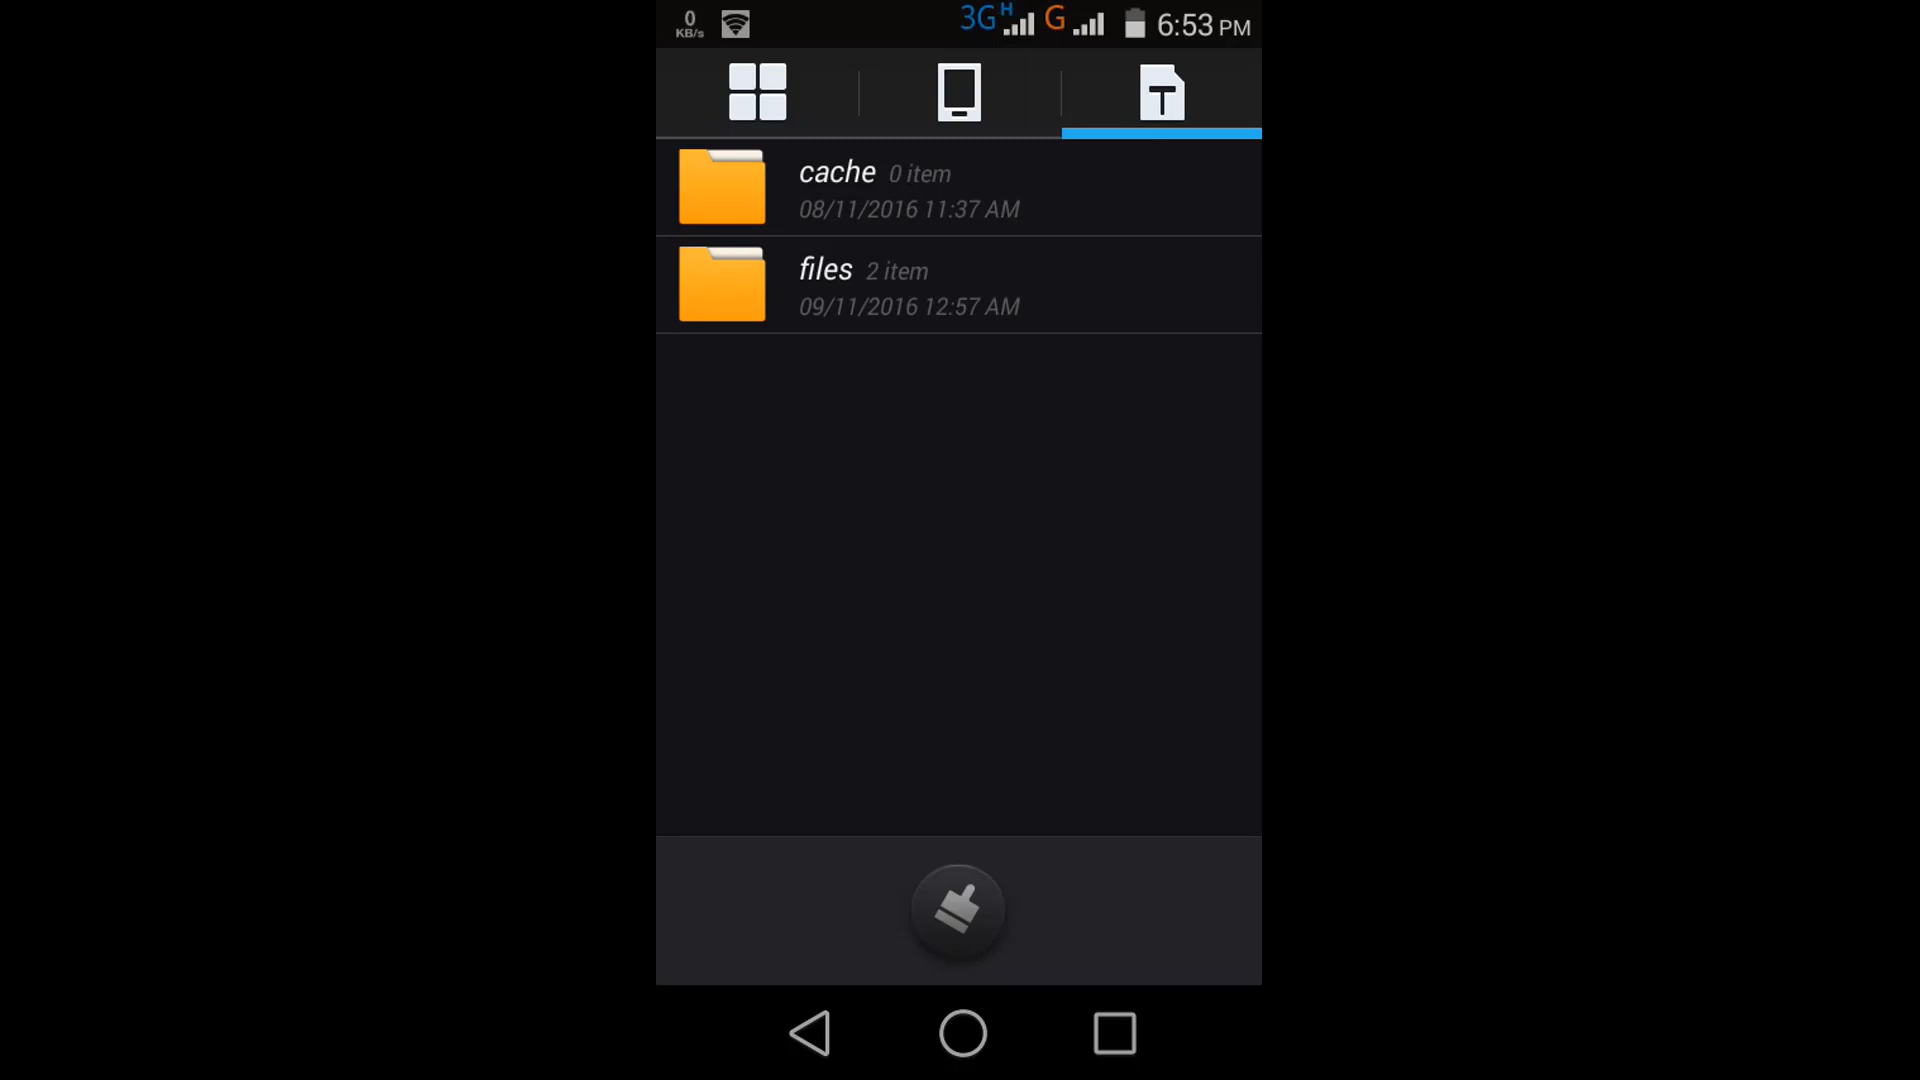 0
KB/s
3G H G 6:53 PM
T
cache 0 item
08/11/2016 11:37 AM
files 2 item
09/11/2016 12:57 AM